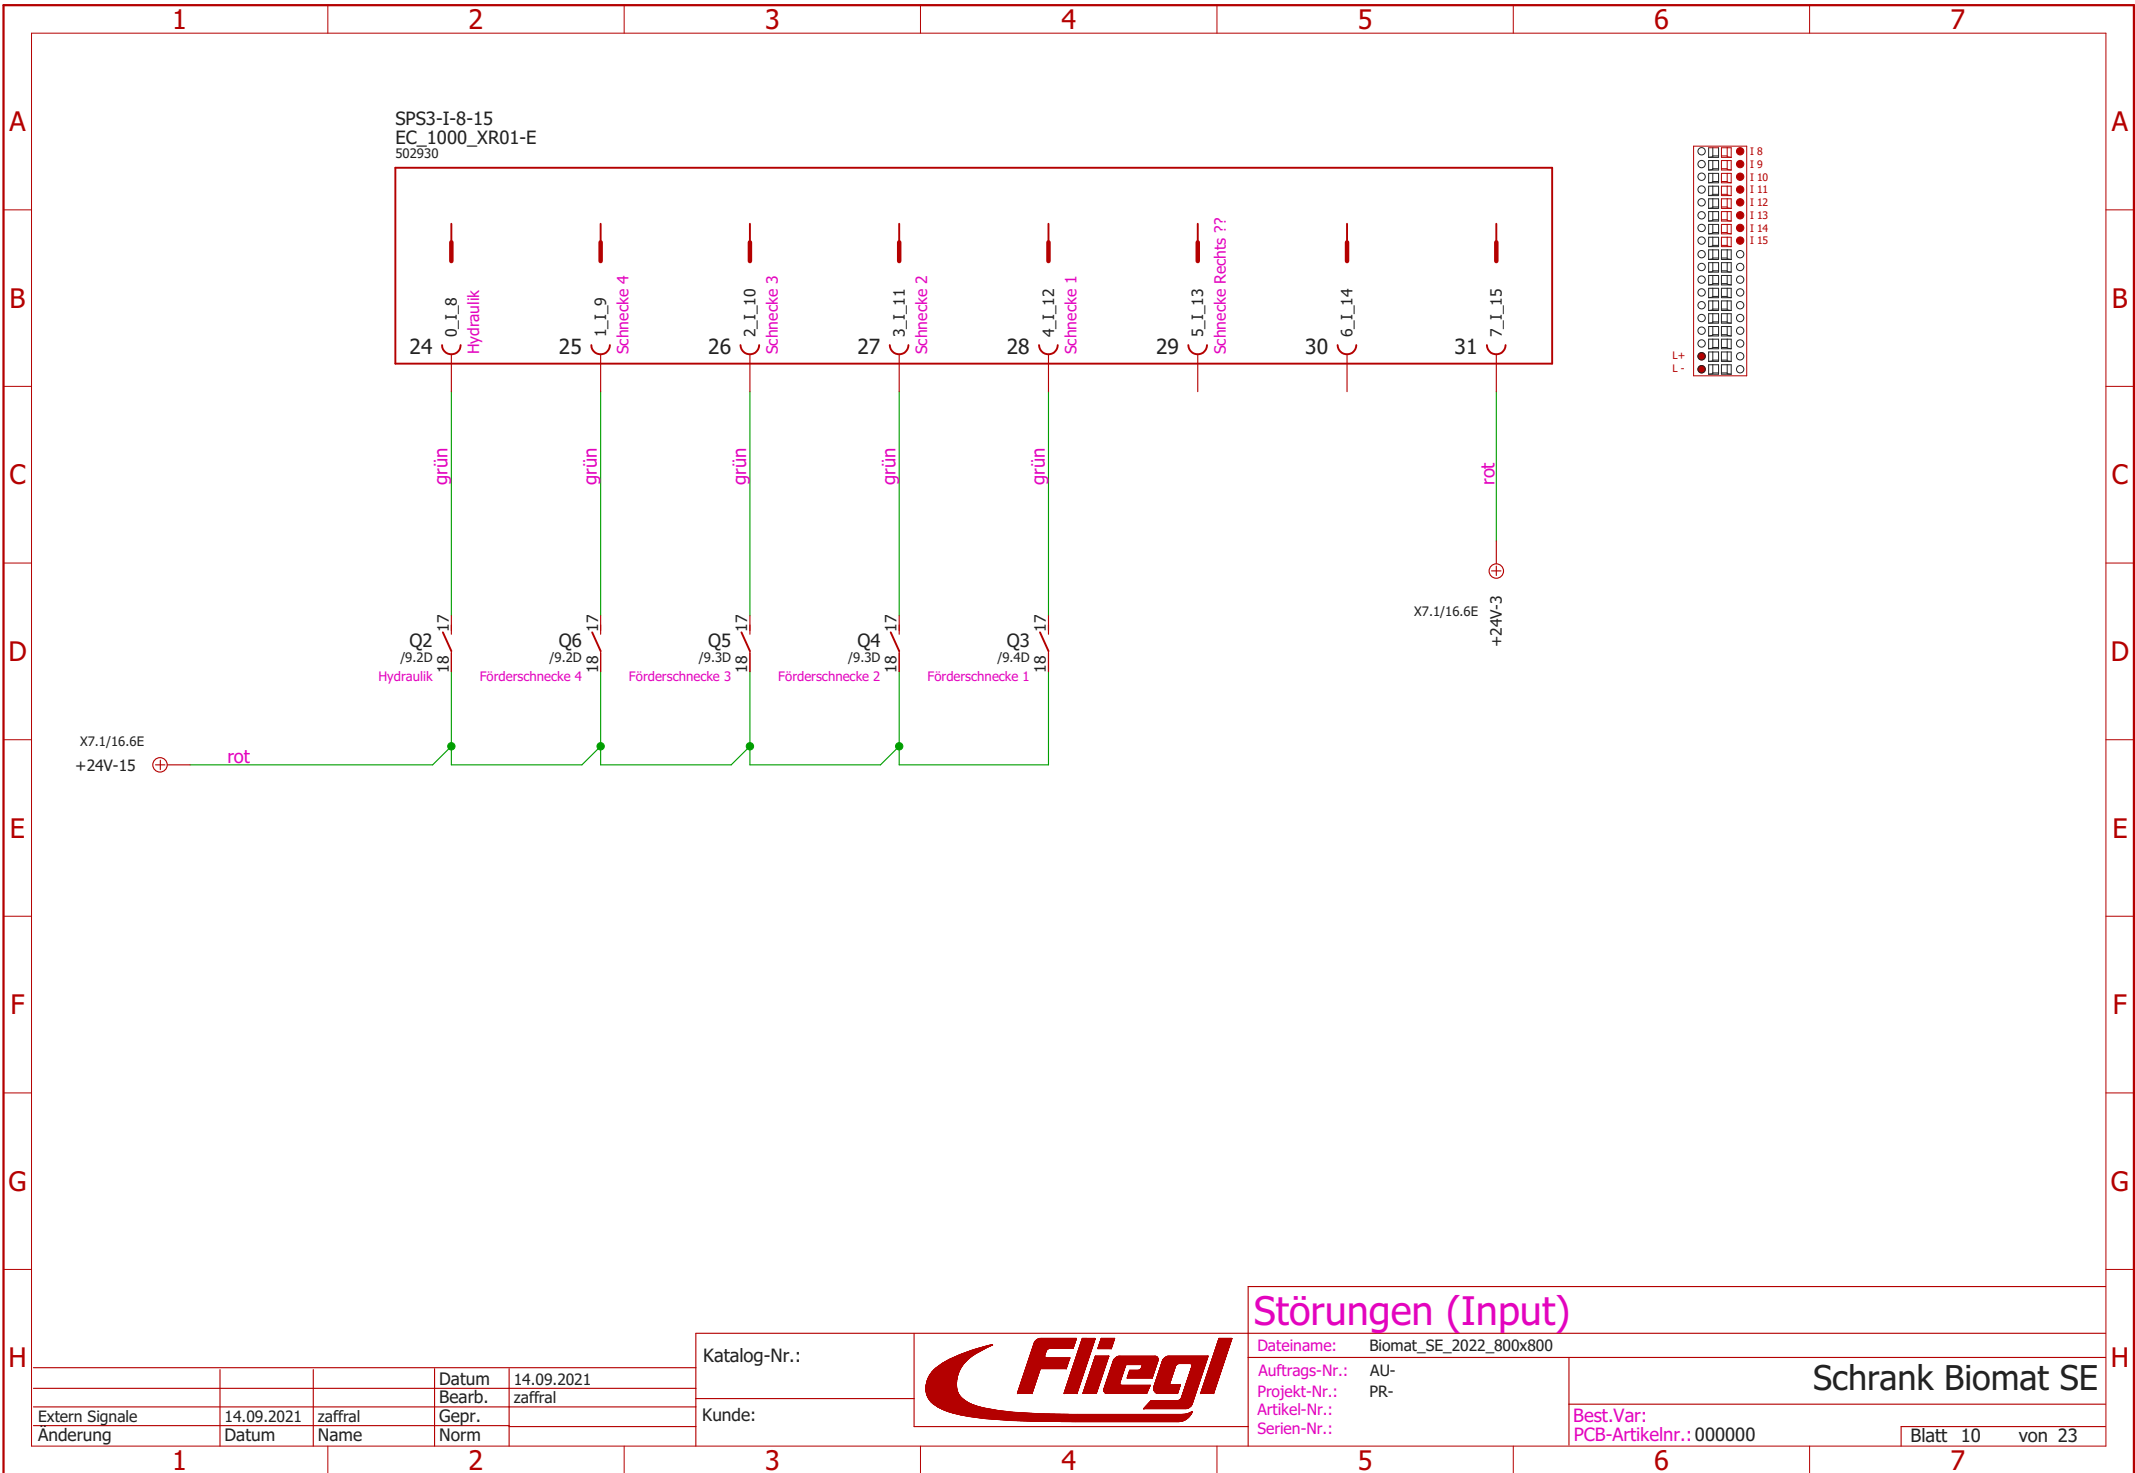 1 2 3 4 5 6 7
A A
B B
C C
D D
E E
F F
G G
H H
SPS3-I-8-15
EC_1000_XR01-E
502930
24 0_I_8 Hydraulik
25 1_I_9 Schnecke 4
26 2_I_10 Schnecke 3
27 3_I_11 Schnecke 2
28 4_I_12 Schnecke 1
29 5_I_13 Schnecke Rechts ??
30 6_I_14
31 7_I_15
I 8
I 9
I 10
I 11
I 12
I 13
I 14
I 15
L+
L -
grün grün grün grün grün rot
Q2 /9.2D 17 18 Hydraulik
Q6 /9.2D 17 18 Förderschnecke 4
Q5 /9.3D 17 18 Förderschnecke 3
Q4 /9.3D 17 18 Förderschnecke 2
Q3 /9.4D 17 18 Förderschnecke 1
X7.1/16.6E +24V-3
X7.1/16.6E
+24V-15 rot
Störungen (Input)
Dateiname: Biomat_SE_2022_800x800
Auftrags-Nr.: AU-
Projekt-Nr.: PR-
Artikel-Nr.:
Serien-Nr.:
Schrank Biomat SE
Best.Var:
PCB-Artikelnr.: 000000
Blatt 10 von 23
Katalog-Nr.:
Kunde:
Fliegl
Datum 14.09.2021
Bearb. zaffral
Extern Signale 14.09.2021 zaffral Gepr.
Änderung Datum Name Norm
1 2 3 4 5 6 7